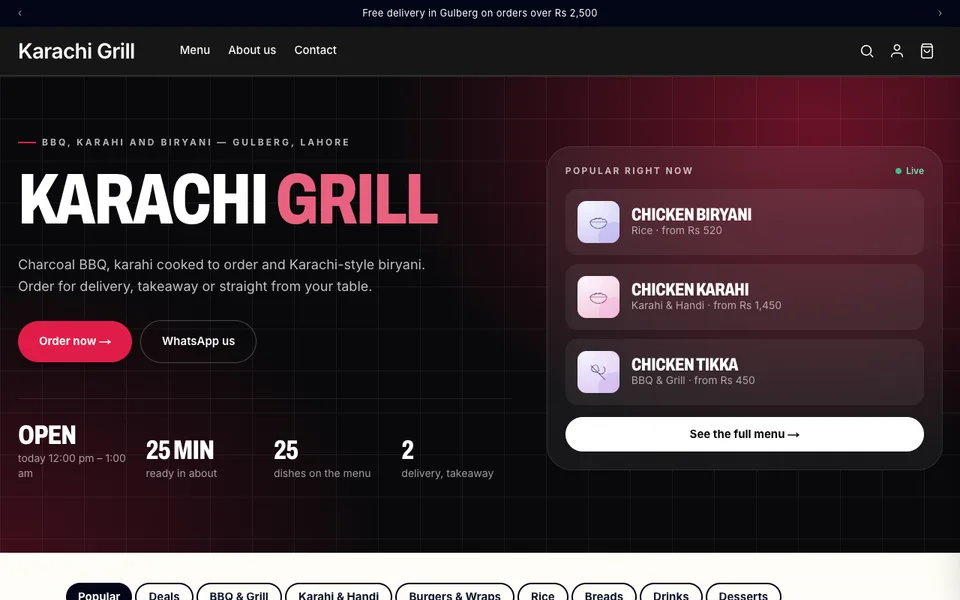 Free delivery in Gulberg on orders over Rs 2,500
Karachi Grill
Menu
About us
Contact
BBQ, KARAHI AND BIRYANI — GULBERG, LAHORE
KARACHI GRILL
Charcoal BBQ, karahi cooked to order and Karachi-style biryani.
Order for delivery, takeaway or straight from your table.
Order now →
WhatsApp us
OPEN
today 12:00 pm – 1:00
am
25 MIN
ready in about
25
dishes on the menu
2
delivery, takeaway
POPULAR RIGHT NOW
Live
CHICKEN BIRYANI
Rice · from Rs 520
CHICKEN KARAHI
Karahi & Handi · from Rs 1,450
CHICKEN TIKKA
BBQ & Grill · from Rs 450
See the full menu →
Popular
Deals
BBQ & Grill
Karahi & Handi
Burgers & Wraps
Rice
Breads
Drinks
Desserts